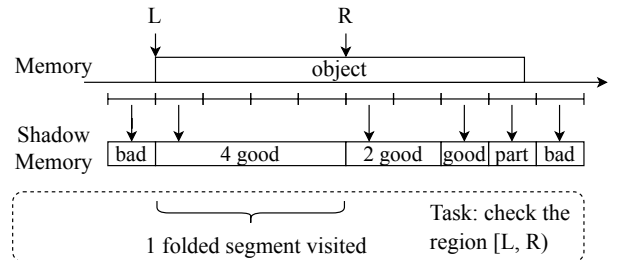 L R
Memory object
Shadow
Memory
bad 4 good 2 good good part bad
1 folded segment visited
Task: check the
region [L, R)